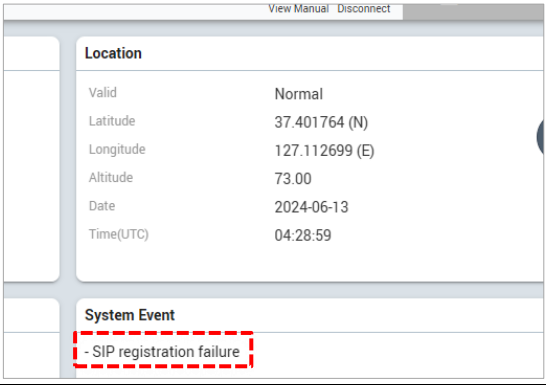 View Manual Disconnect
Location
Valid Normal
Latitude 37.401764 (N)
Longitude 127.112699 (E)
Altitude 73.00
Date 2024-06-13
Time(UTC) 04:28:59
System Event
- SIP registration failure